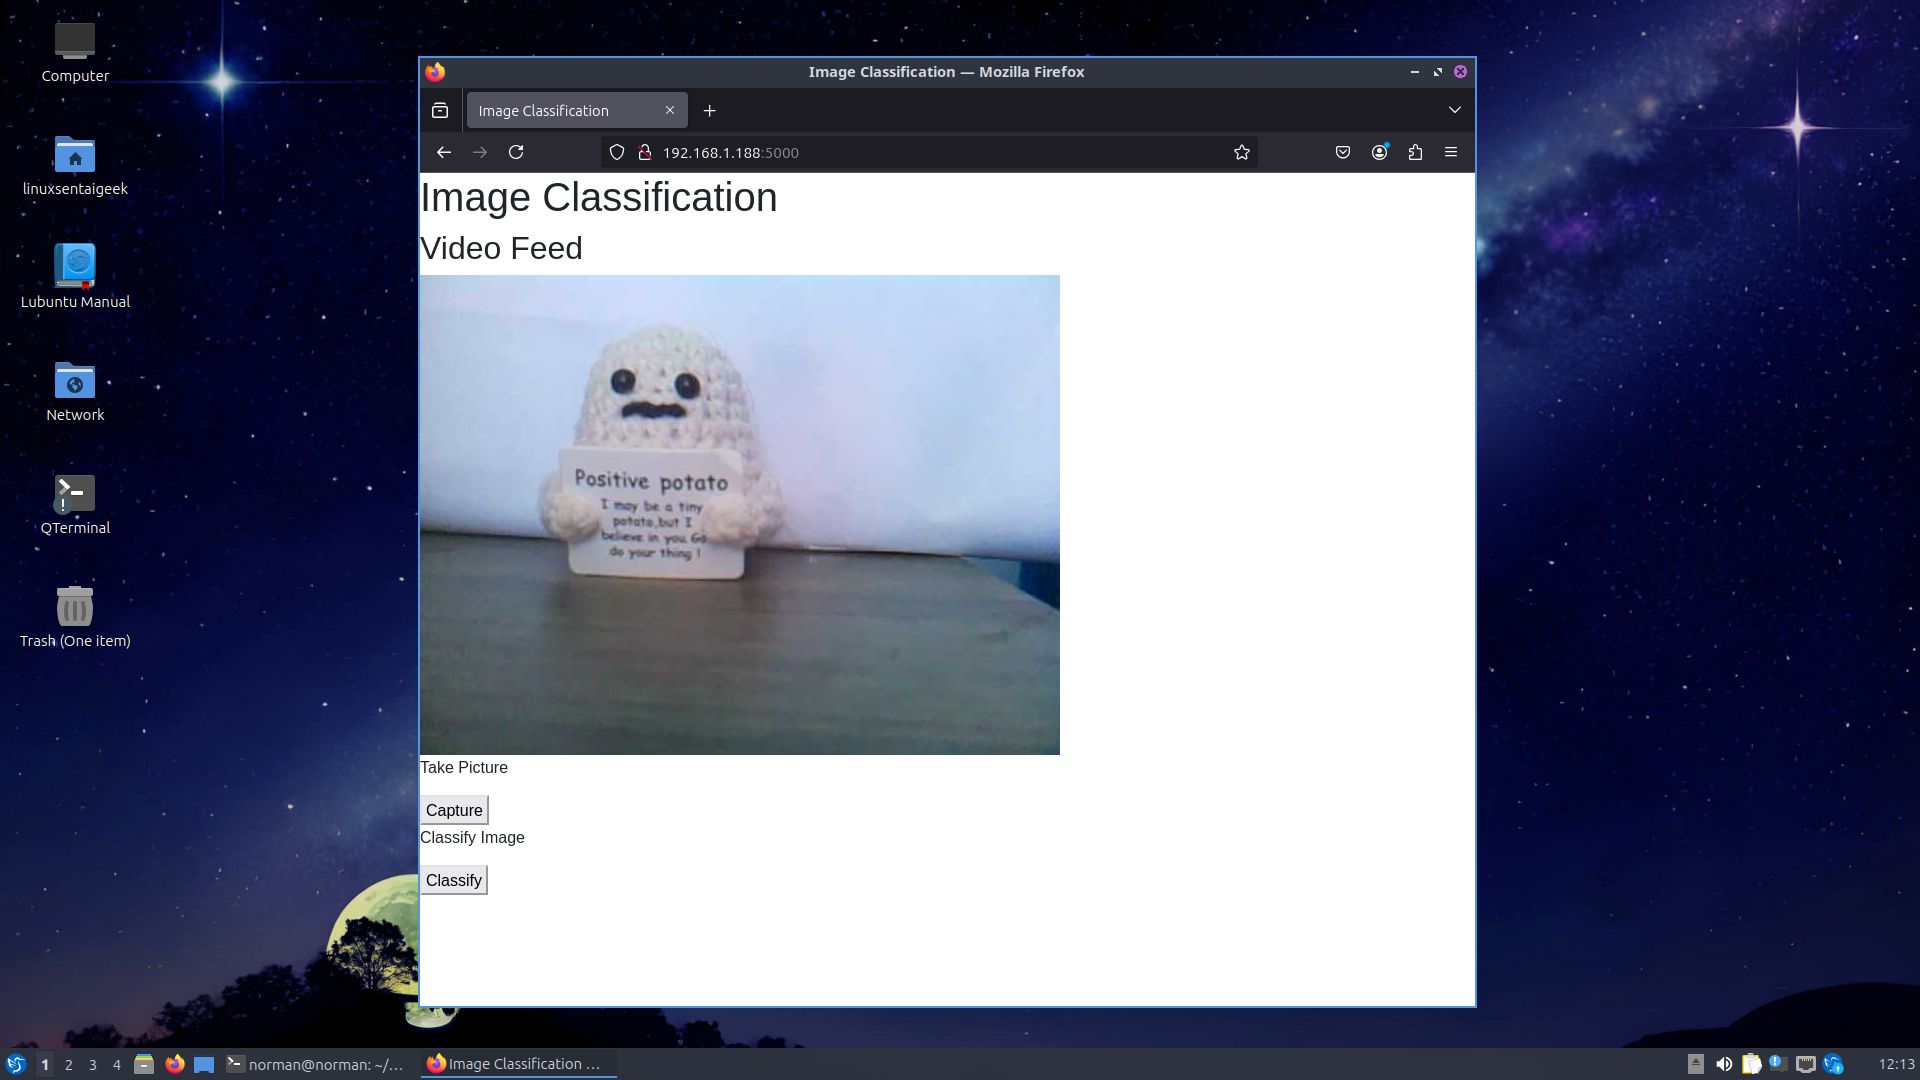 Computer
linuxsentaigeek
Lubuntu Manual
Network
QTerminal
Trash (One item)
Image Classification — Mozilla Firefox
Image Classification
192.168.1.188:5000
Image Classification
Video Feed
Positive potato
I may be a tiny
potato,but I
believe in you. Go
do your thing !
Take Picture
Capture
Classify Image
Classify
1 2 3 4 norman@norman: ~/... Image Classification ... 12:13